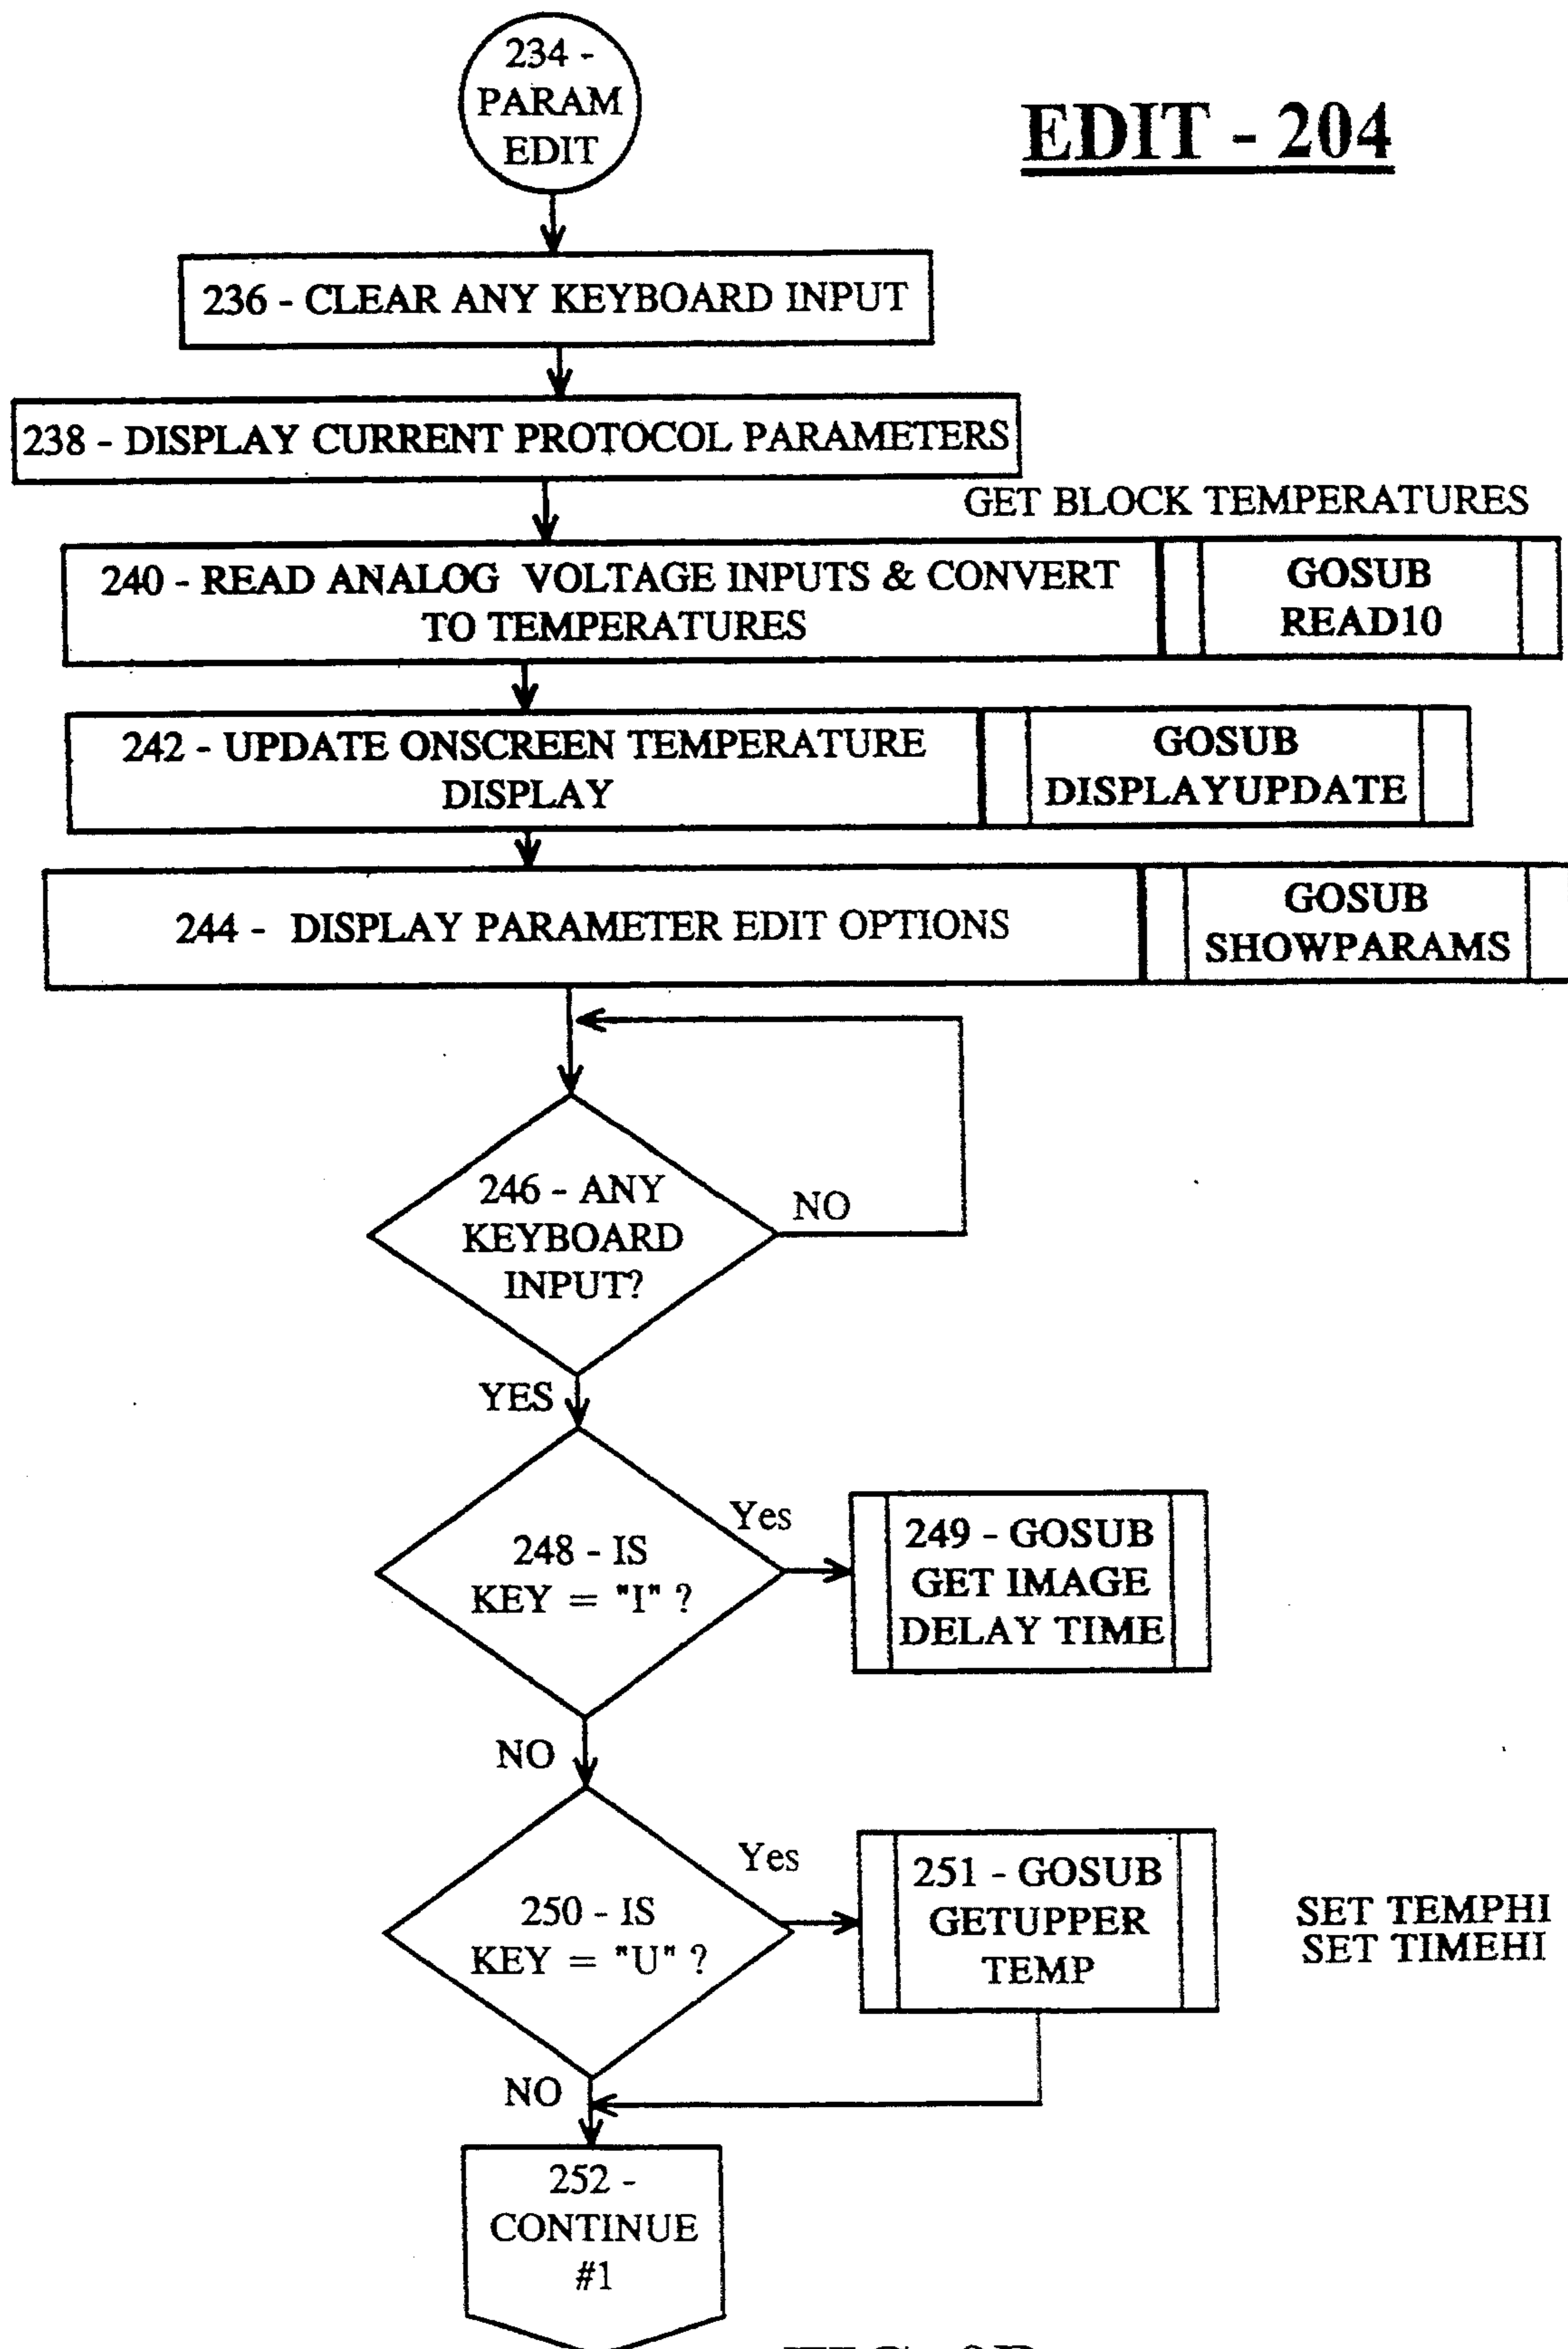 234 -
PARAM
EDIT
EDIT - 204
236 - CLEAR ANY KEYBOARD INPUT
238 - DISPLAY CURRENT PROTOCOL PARAMETERS
GET BLOCK TEMPERATURES
240 - READ ANALOG VOLTAGE INPUTS & CONVERT
TO TEMPERATURES
GOSUB
READ10
242 - UPDATE ONSCREEN TEMPERATURE
DISPLAY
GOSUB
DISPLAYUPDATE
244 - DISPLAY PARAMETER EDIT OPTIONS
GOSUB
SHOWPARAMS
246 - ANY
KEYBOARD
INPUT?
NO
YES
248 - IS
KEY = "I" ?
Yes
249 - GOSUB
GET IMAGE
DELAY TIME
NO
250 - IS
KEY = "U" ?
Yes
251 - GOSUB
GETUPPER
TEMP
SET TEMPHI
SET TIMEHI
NO
252 -
CONTINUE
#1